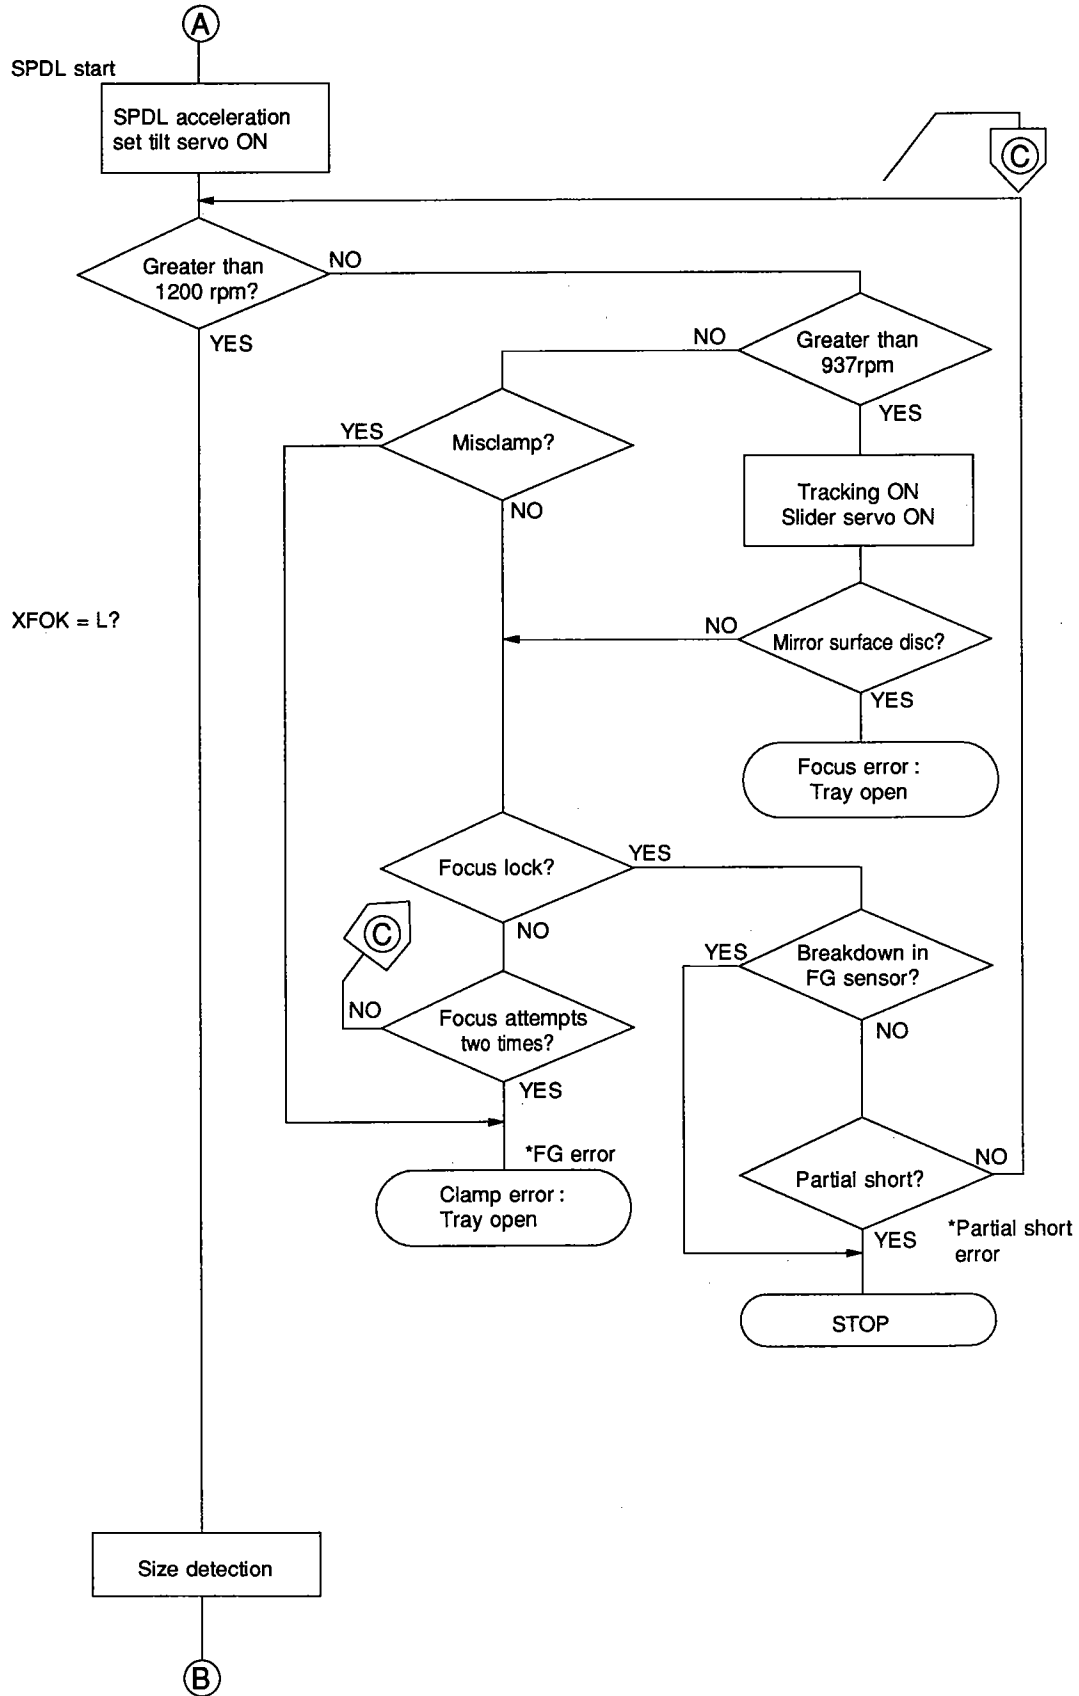 A
SPDL start
SPDL acceleration
set tilt servo ON
C
Greater than
1200 rpm?
NO
YES
Greater than
937rpm
NO
YES
Misclamp?
YES
NO
Tracking ON
Slider servo ON
XFOK = L?
Mirror surface disc?
NO
YES
Focus error :
Tray open
Focus lock?
YES
NO
C
Breakdown in
FG sensor?
YES
NO
NO
Focus attempts
two times?
YES
*FG error
Clamp error :
Tray open
Partial short?
NO
YES
*Partial short
error
STOP
Size detection
B